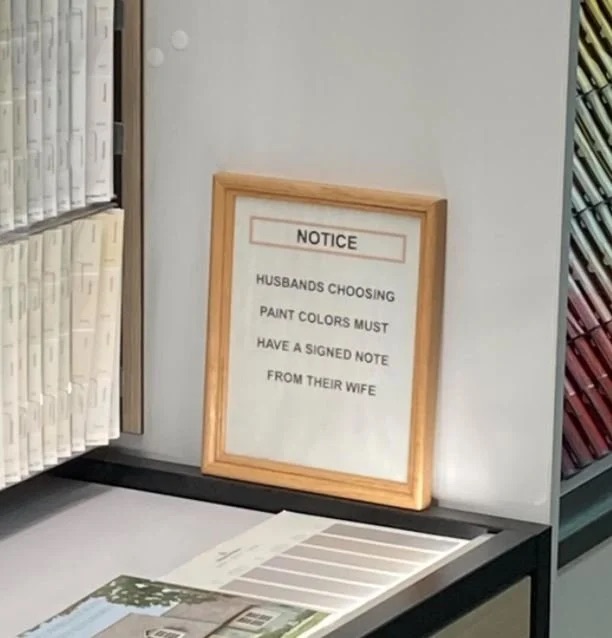 NOTICE
HUSBANDS CHOOSING
PAINT COLORS MUST
HAVE A SIGNED NOTE
FROM THEIR WIFE